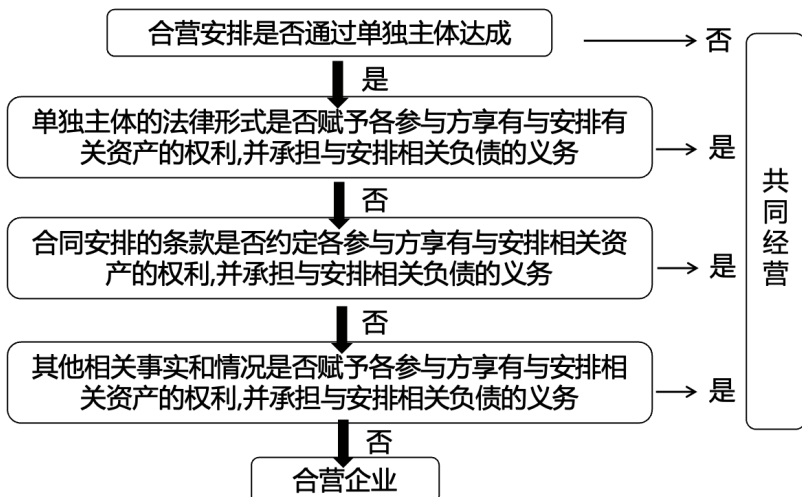 合营安排是否通过单独主体达成
否
是
单独主体的法律形式是否赋予各参与方享有与安排有
关资产的权利,并承担与安排相关负债的义务
是
否
合同安排的条款是否约定各参与方享有与安排相关资
产的权利,并承担与安排相关负债的义务
是
否
其他相关事实和情况是否赋予各参与方享有与安排相
关资产的权利,并承担与安排相关负债的义务
是
否
合营企业
共同经营